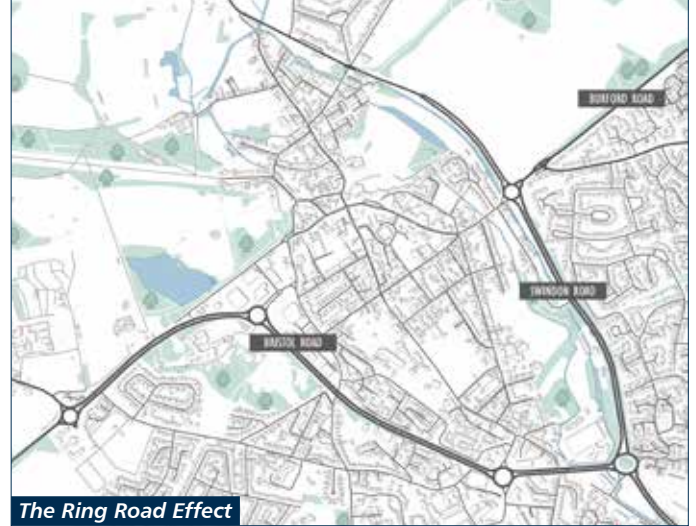 BURFORD ROAD
SWINDON ROAD
BRISTOL ROAD
The Ring Road Effect